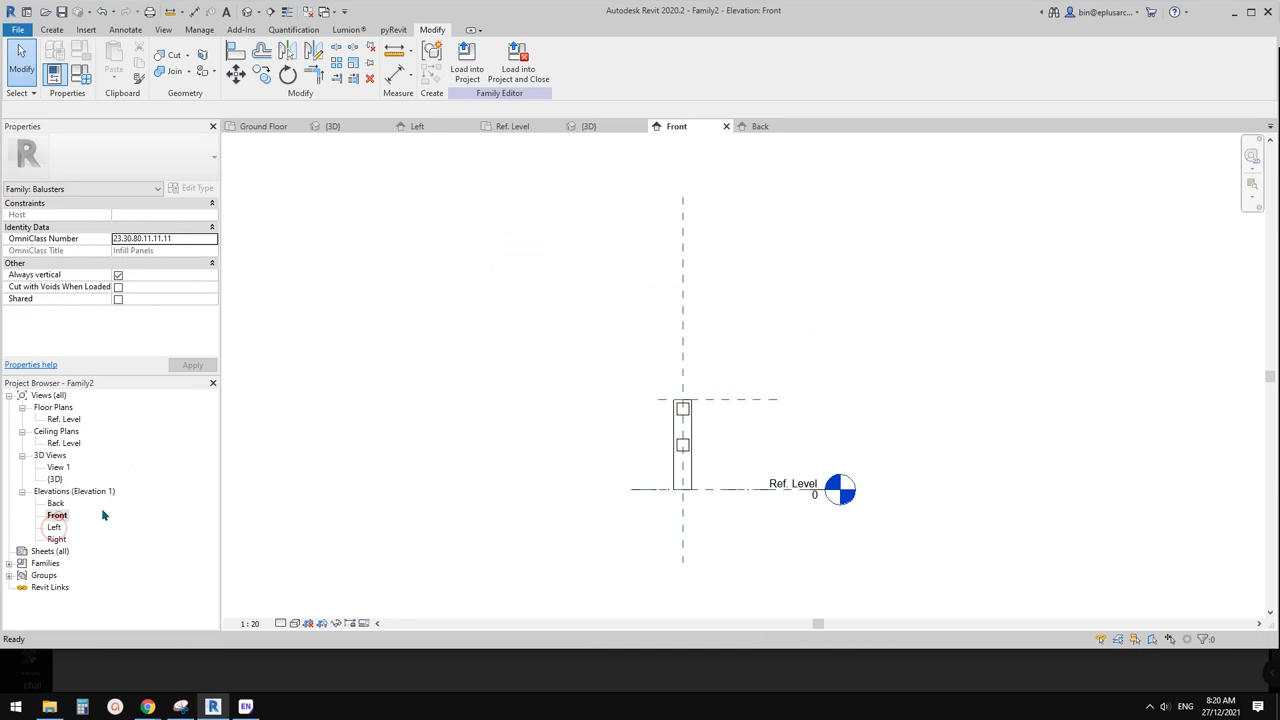 Autodesk Revit 2020.2 - Family2 - Elevation: Front
bin@eplusarc...
File Create Insert Annotate View Manage Add-Ins Quantification Lumion® pyRevit Modify
Modify
Paste
Cut
Join
Load into Project
Load into Project and Close
Select Properties Clipboard Geometry Modify Measure Create Family Editor
Properties
Ground Floor {3D} Left Ref. Level {3D} Front Back
Family: Balusters
Edit Type
Constraints
Host
Identity Data
OmniClass Number 23.30.80.11.11.11
OmniClass Title Infill Panels
Other
Always vertical
Cut with Voids When Loaded
Shared
Properties help
Apply
Project Browser - Family2
Views (all)
Floor Plans
Ref. Level
Ceiling Plans
Ref. Level
3D Views
View 1
{3D}
Elevations (Elevation 1)
Back
Front
Left
Right
Sheets (all)
Families
Groups
Revit Links
Ref. Level
0
1 : 20
Ready
:0
EN
ENG
8:20 AM
27/12/2021